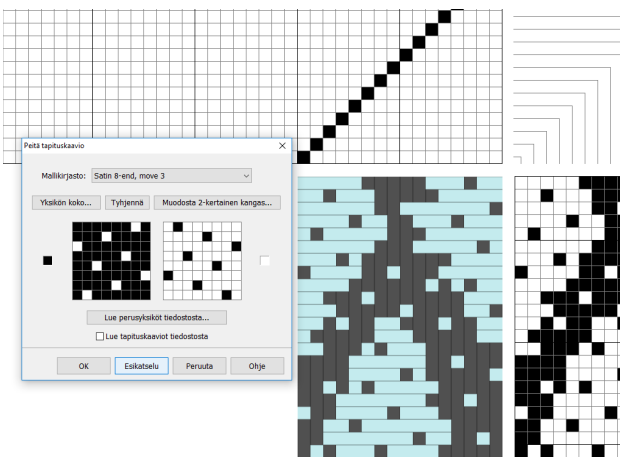 Peitä tapituskaavio
Mallikirjasto: Satin 8-end, move 3
Yksikön koko... Tyhjennä Muodosta 2-kertainen kangas...
Lue perusyksiköt tiedostosta...
Lue tapituskaaviot tiedostosta
OK Esikatselu Peruuta Ohje